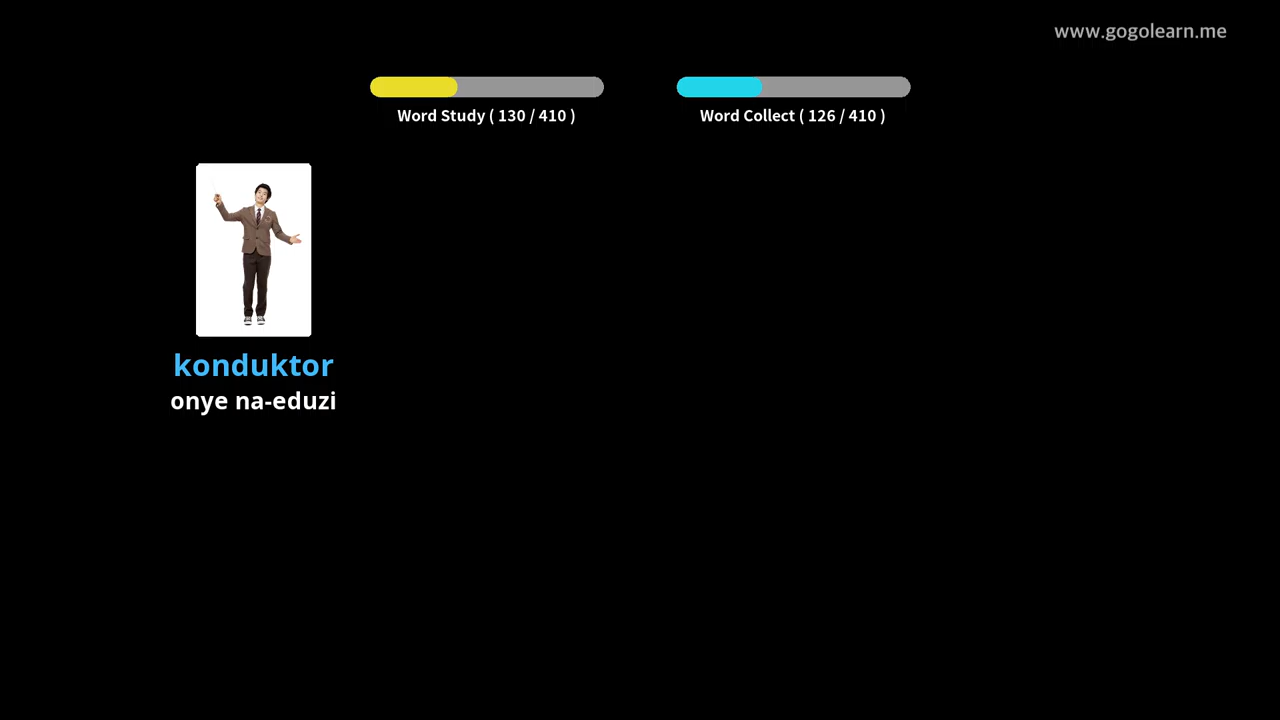 www.gogolearn.me
Word Study ( 130 / 410 )
Word Collect ( 126 / 410 )
konduktor
onye na-eduzi